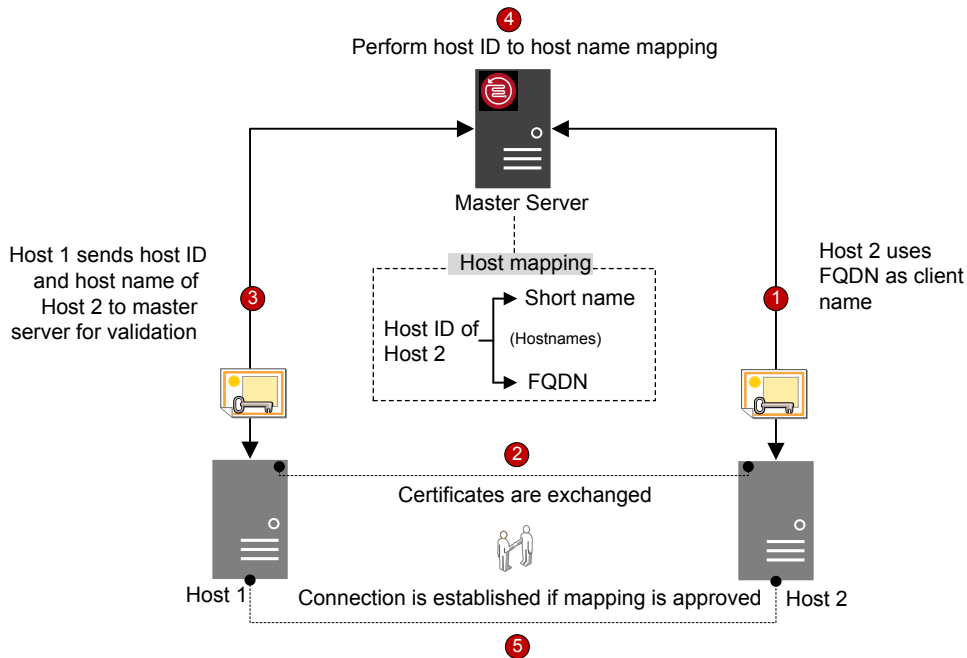 4
Perform host ID to host name mapping
Master Server
Host 1 sends host ID
and host name of
Host 2 to master
server for validation
3
Host mapping
Short name
Host ID of
Host 2
(Hostnames)
FQDN
Host 2 uses
FQDN as client
name
1
2
Certificates are exchanged
Host 1
Connection is established if mapping is approved
Host 2
5